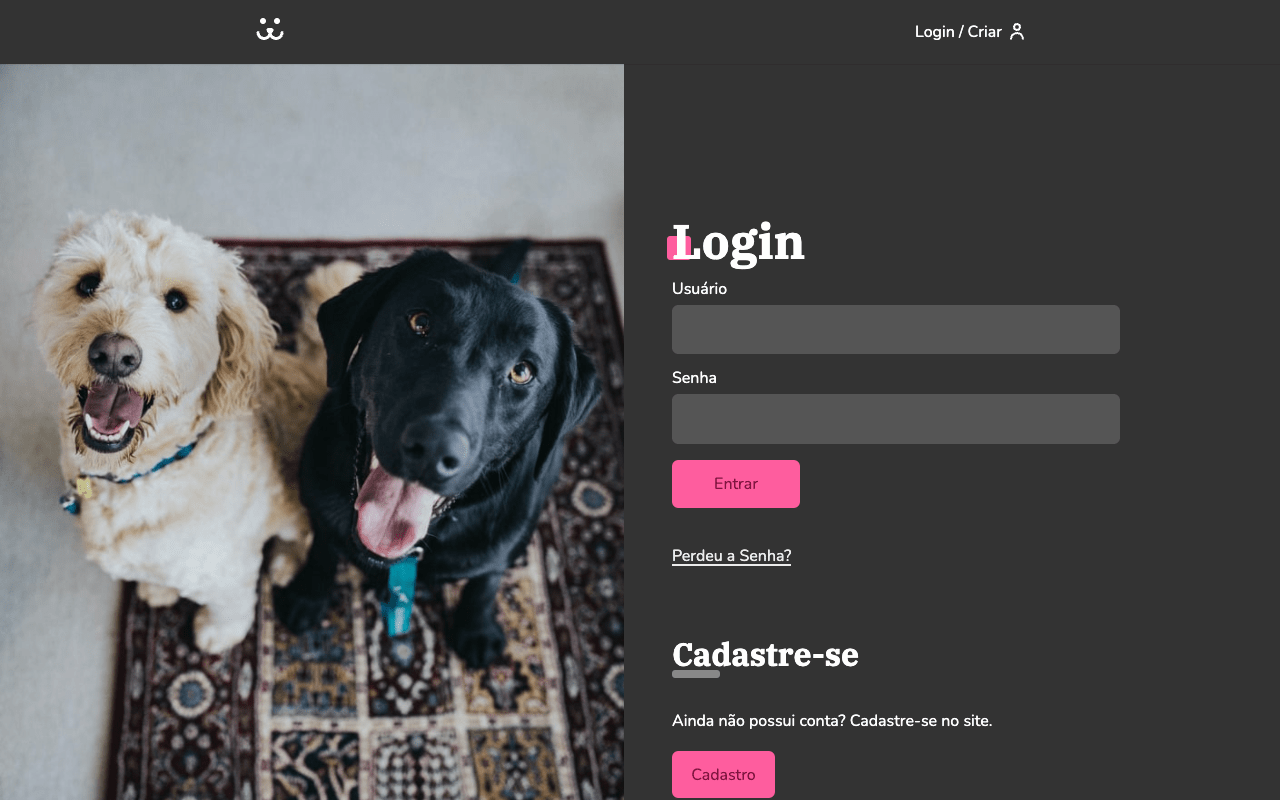 Login / Criar
Login
Usuário
Senha
Entrar
Perdeu a Senha?
Cadastre-se
Ainda não possui conta? Cadastre-se no site.
Cadastro